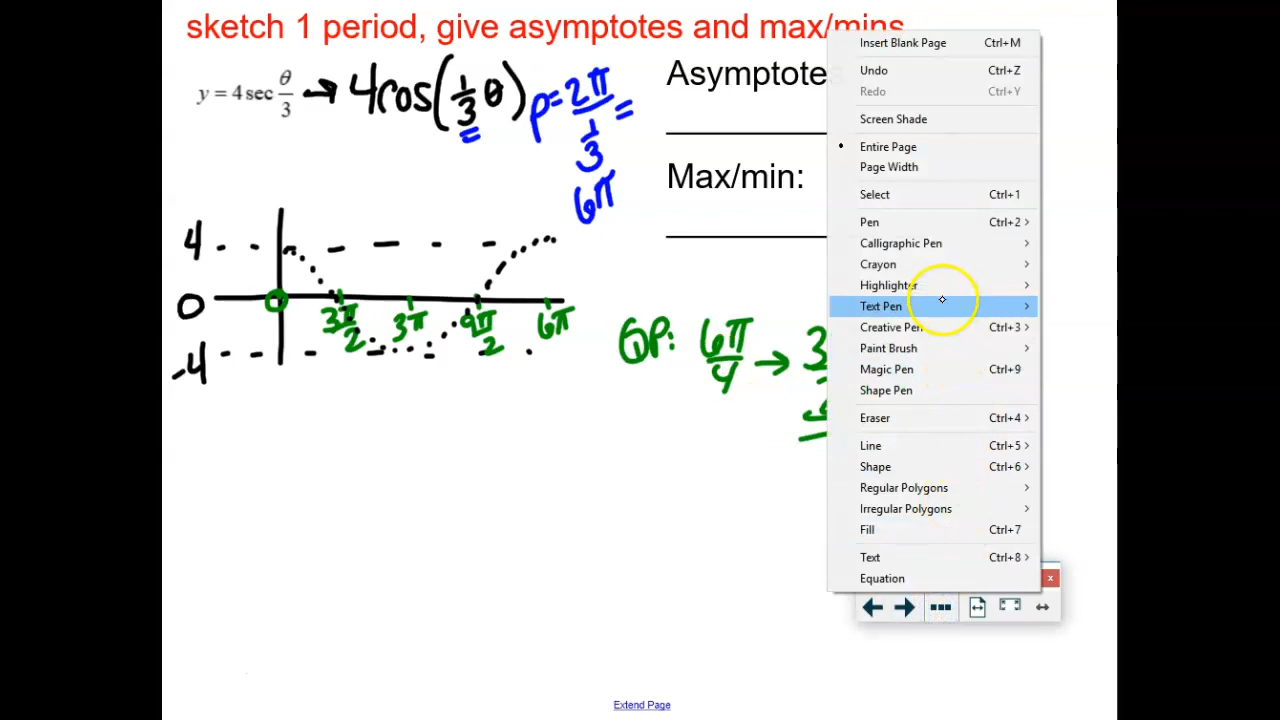 sketch 1 period, give asymptotes and max/mins
y = 4 sec θ/3 → 4cos(1/3 θ) p = 2π/(1/3) =
6π
Asymptotes
Max/min:
4
0
-4
0 3π/2 3π 9π/2 6π
QP: 6π/4 → 3
Insert Blank Page Ctrl+M
Undo Ctrl+Z
Redo Ctrl+Y
Screen Shade
Entire Page
Page Width
Select Ctrl+1
Pen Ctrl+2
Calligraphic Pen
Crayon
Highlighter
Text Pen
Creative Pen Ctrl+3
Paint Brush
Magic Pen Ctrl+9
Shape Pen
Eraser Ctrl+4
Line Ctrl+5
Shape Ctrl+6
Regular Polygons
Irregular Polygons
Fill Ctrl+7
Text Ctrl+8
Equation
Extend Page